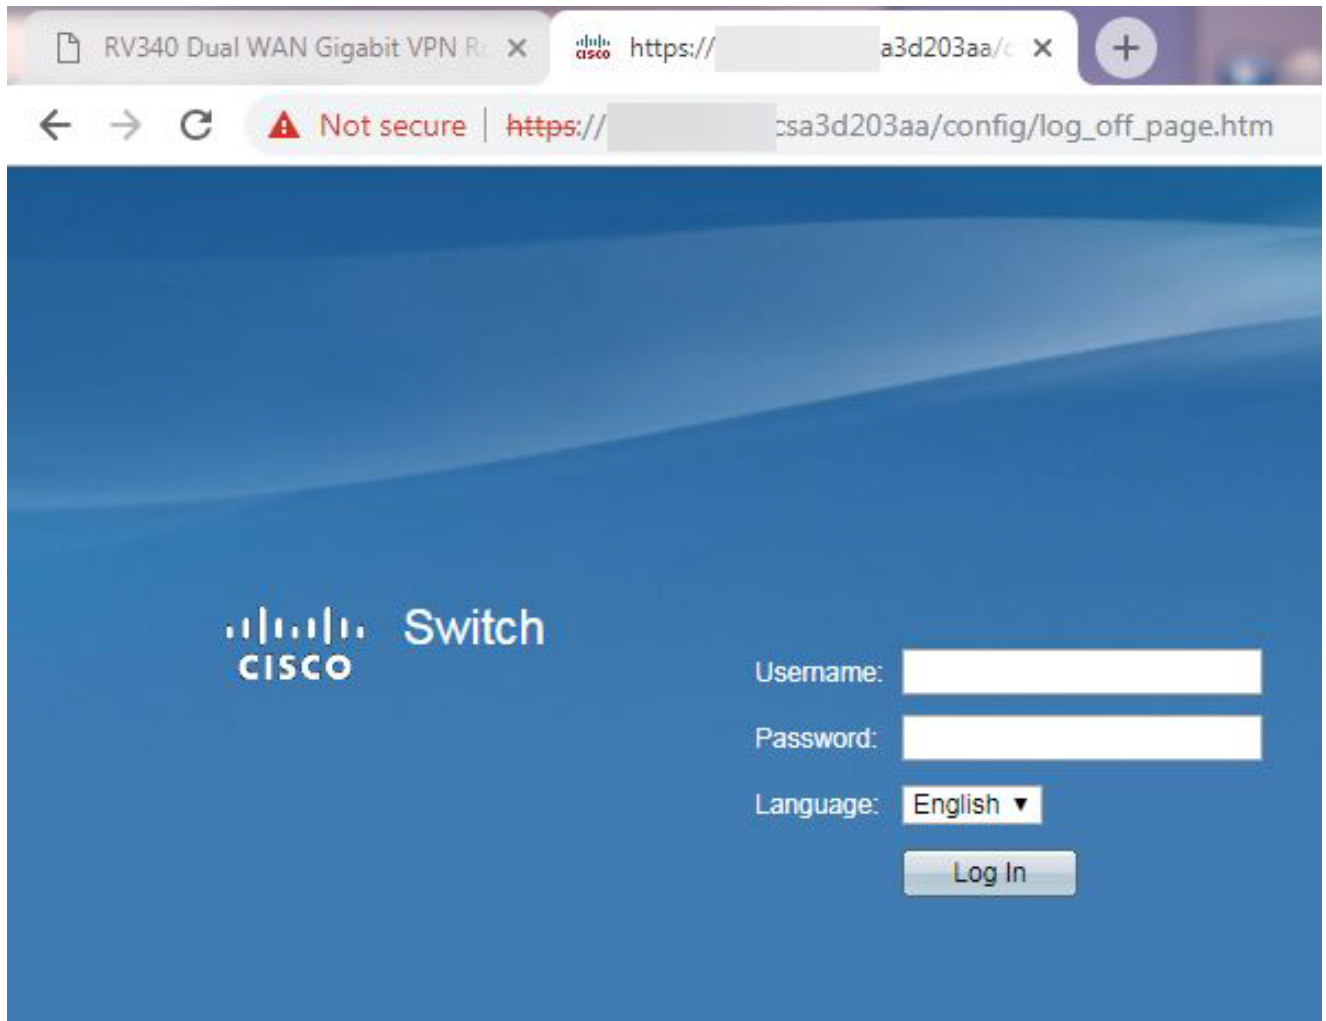 RV340 Dual WAN Gigabit VPN R
cisco https:// a3d203aa/c
Not secure | https:// csa3d203aa/config/log_off_page.htm
cisco Switch
Username:
Password:
Language: English
Log In